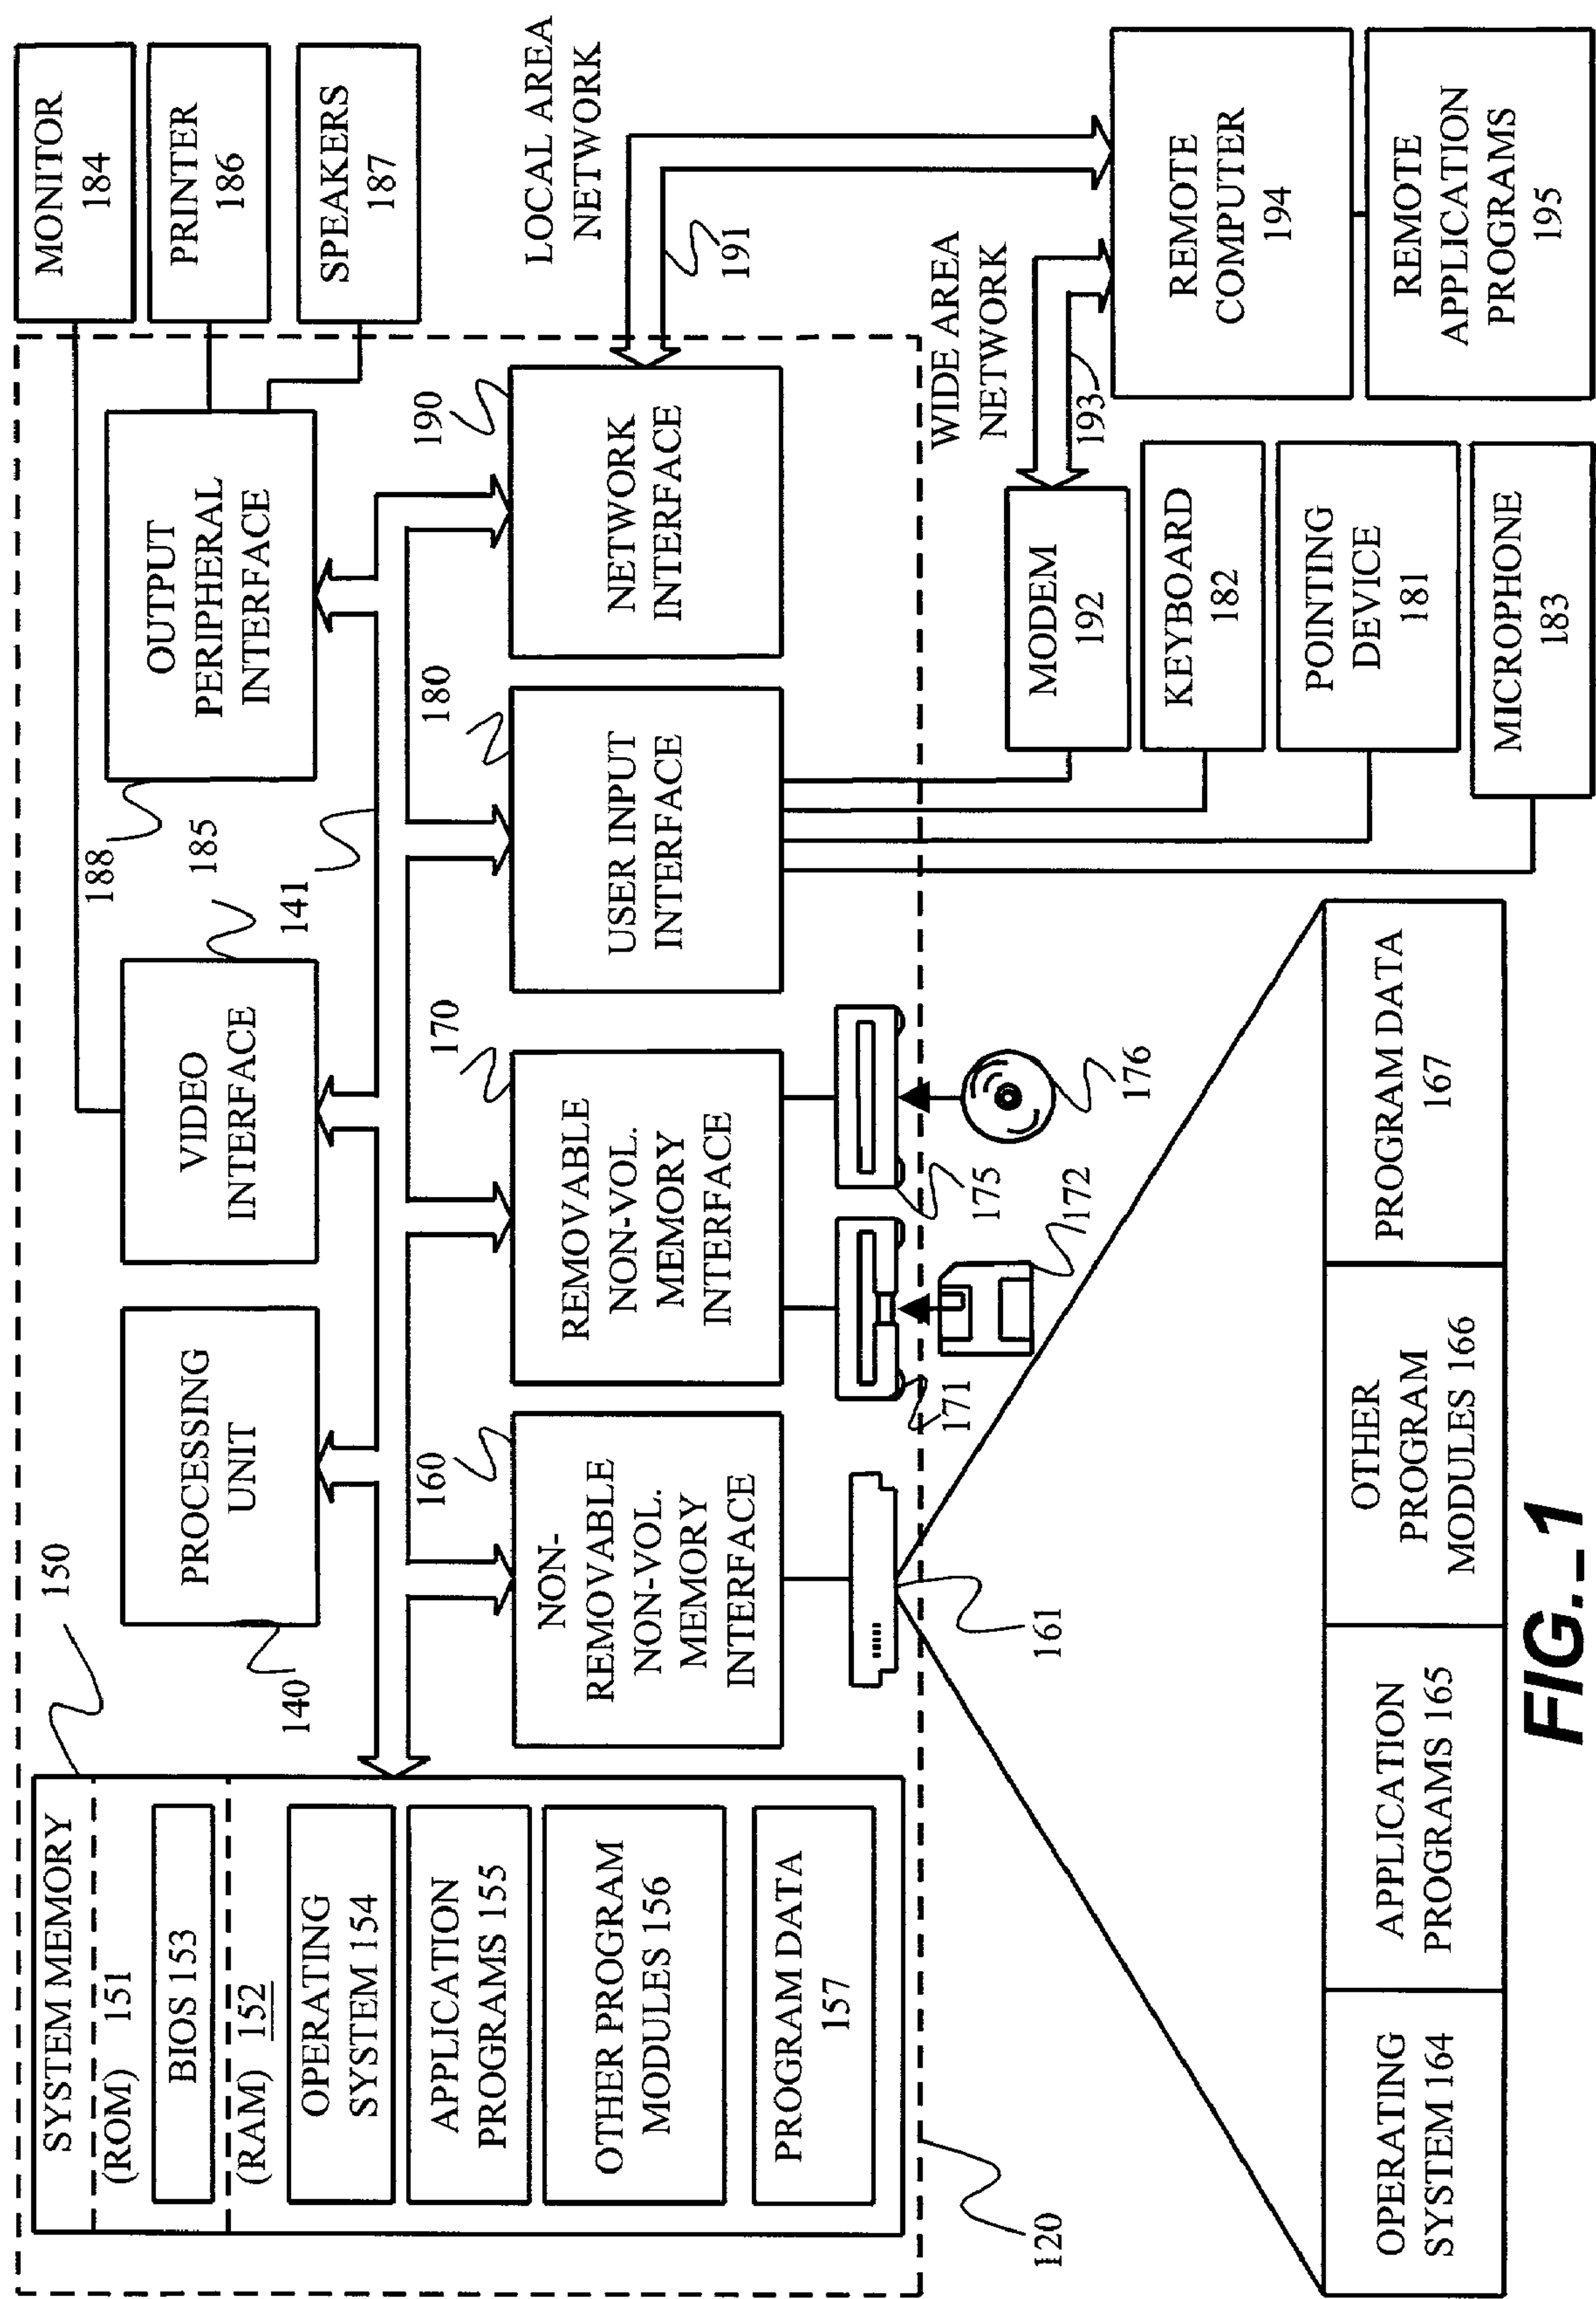 SYSTEM MEMORY
(ROM) 151
BIOS 153
(RAM) 152
OPERATING
SYSTEM 154
APPLICATION
PROGRAMS 155
OTHER PROGRAM
MODULES 156
PROGRAM DATA
157
150
140
PROCESSING
UNIT
VIDEO
INTERFACE
188
185
141
OUTPUT
PERIPHERAL
INTERFACE
MONITOR
184
PRINTER
186
SPEAKERS
187
160
NON-
REMOVABLE
NON-VOL.
MEMORY
INTERFACE
170
REMOVABLE
NON-VOL.
MEMORY
INTERFACE
180
USER INPUT
INTERFACE
190
NETWORK
INTERFACE
LOCAL AREA
NETWORK
191
120
161
171
172
175
176
WIDE AREA
NETWORK
193
MODEM
192
KEYBOARD
182
POINTING
DEVICE
181
MICROPHONE
183
REMOTE
COMPUTER
194
REMOTE
APPLICATION
PROGRAMS
195
OPERATING
SYSTEM 164
APPLICATION
PROGRAMS 165
OTHER
PROGRAM
MODULES 166
PROGRAM DATA
167
FIG._1